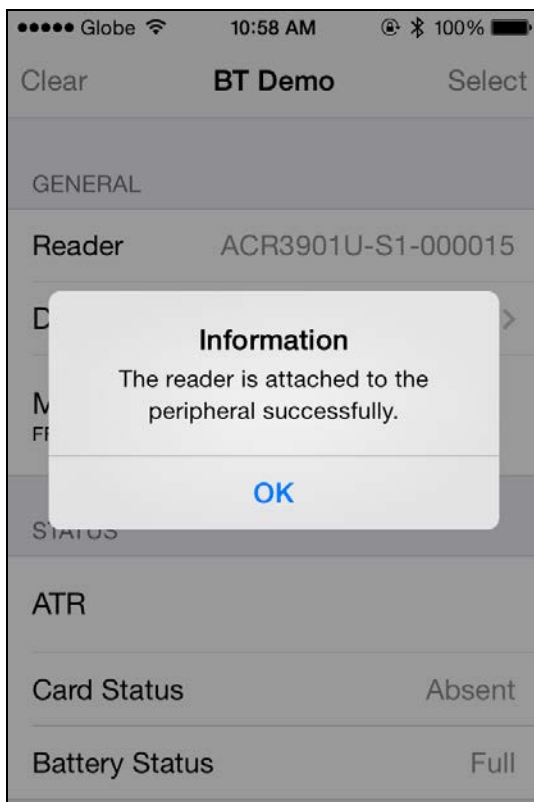 Globe 10:58 AM 100%
Clear BT Demo Select
GENERAL
Reader ACR3901U-S1-000015
D
Information
The reader is attached to the
peripheral successfully.
M
OK
STATUS
ATR
Card Status Absent
Battery Status Full